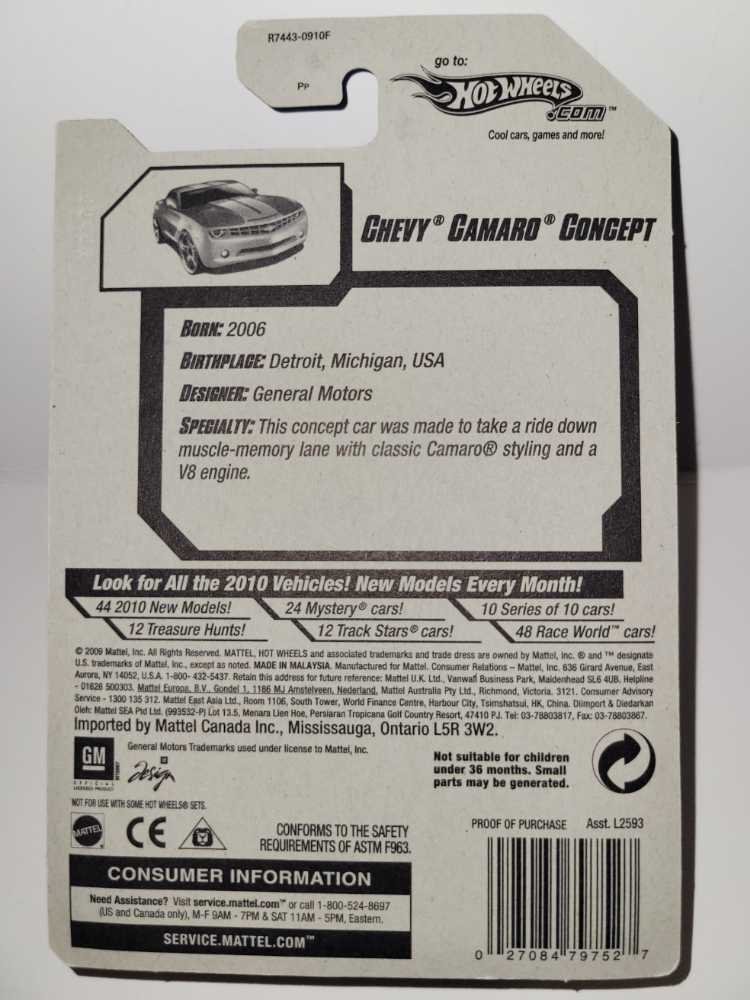 R7443-0910F
PP
go to:
HOT WHEELS
.COM™
Cool cars, games and more!
CHEVY® CAMARO® CONCEPT
BORN: 2006
BIRTHPLACE: Detroit, Michigan, USA
DESIGNER: General Motors
SPECIALTY: This concept car was made to take a ride down
muscle-memory lane with classic Camaro® styling and a
V8 engine.
Look for All the 2010 Vehicles! New Models Every Month!
44 2010 New Models! 24 Mystery® cars! 10 Series of 10 cars!
12 Treasure Hunts! 12 Track Stars® cars! 48 Race World™ cars!
© 2009 Mattel, Inc. All Rights Reserved. MATTEL, HOT WHEELS and associated trademarks and trade dress are owned by Mattel, Inc. ® and ™ designate
U.S. trademarks of Mattel, Inc., except as noted. MADE IN MALAYSIA. Manufactured for Mattel. Consumer Relations – Mattel, Inc. 636 Girard Avenue, East
Aurora, NY 14052, U.S.A. 1-800- 432-5437. Retain this address for future reference: Mattel U.K. Ltd., Vanwall Business Park, Maidenhead SL6 4UB. Helpline
- 01628 500303. Mattel Europa, B.V., Gondel 1, 1186 MJ Amstelveen, Nederland. Mattel Australia Pty Ltd., Richmond, Victoria. 3121. Consumer Advisory
Service - 1300 135 312. Mattel East Asia Ltd., Room 1106, South Tower, World Finance Centre, Harbour City, Tsimshatsui, HK, China. Diimport & Diedarkan
Oleh: Mattel SEA Ptd Ltd. (993532-P) Lot 13.5, Menara Lien Hoe, Persiaran Tropicana Golf Country Resort, 47410 PJ. Tel: 03-78803817, Fax: 03-78803867.
Imported by Mattel Canada Inc., Mississauga, Ontario L5R 3W2.
GM
OFFICIAL
LICENSED PRODUCT
General Motors Trademarks used under license to Mattel, Inc.
GM
Design
Not suitable for children
under 36 months. Small
parts may be generated.
NOT FOR USE WITH SOME HOT WHEELS® SETS.
MATTEL
CE
CONFORMS TO THE SAFETY
REQUIREMENTS OF ASTM F963.
PROOF OF PURCHASE Asst. L2593
CONSUMER INFORMATION
Need Assistance? Visit service.mattel.com™ or call 1-800-524-8697
(US and Canada only), M-F 9AM - 7PM & SAT 11AM - 5PM, Eastern.
SERVICE.MATTEL.COM™
0 27084 79752 7